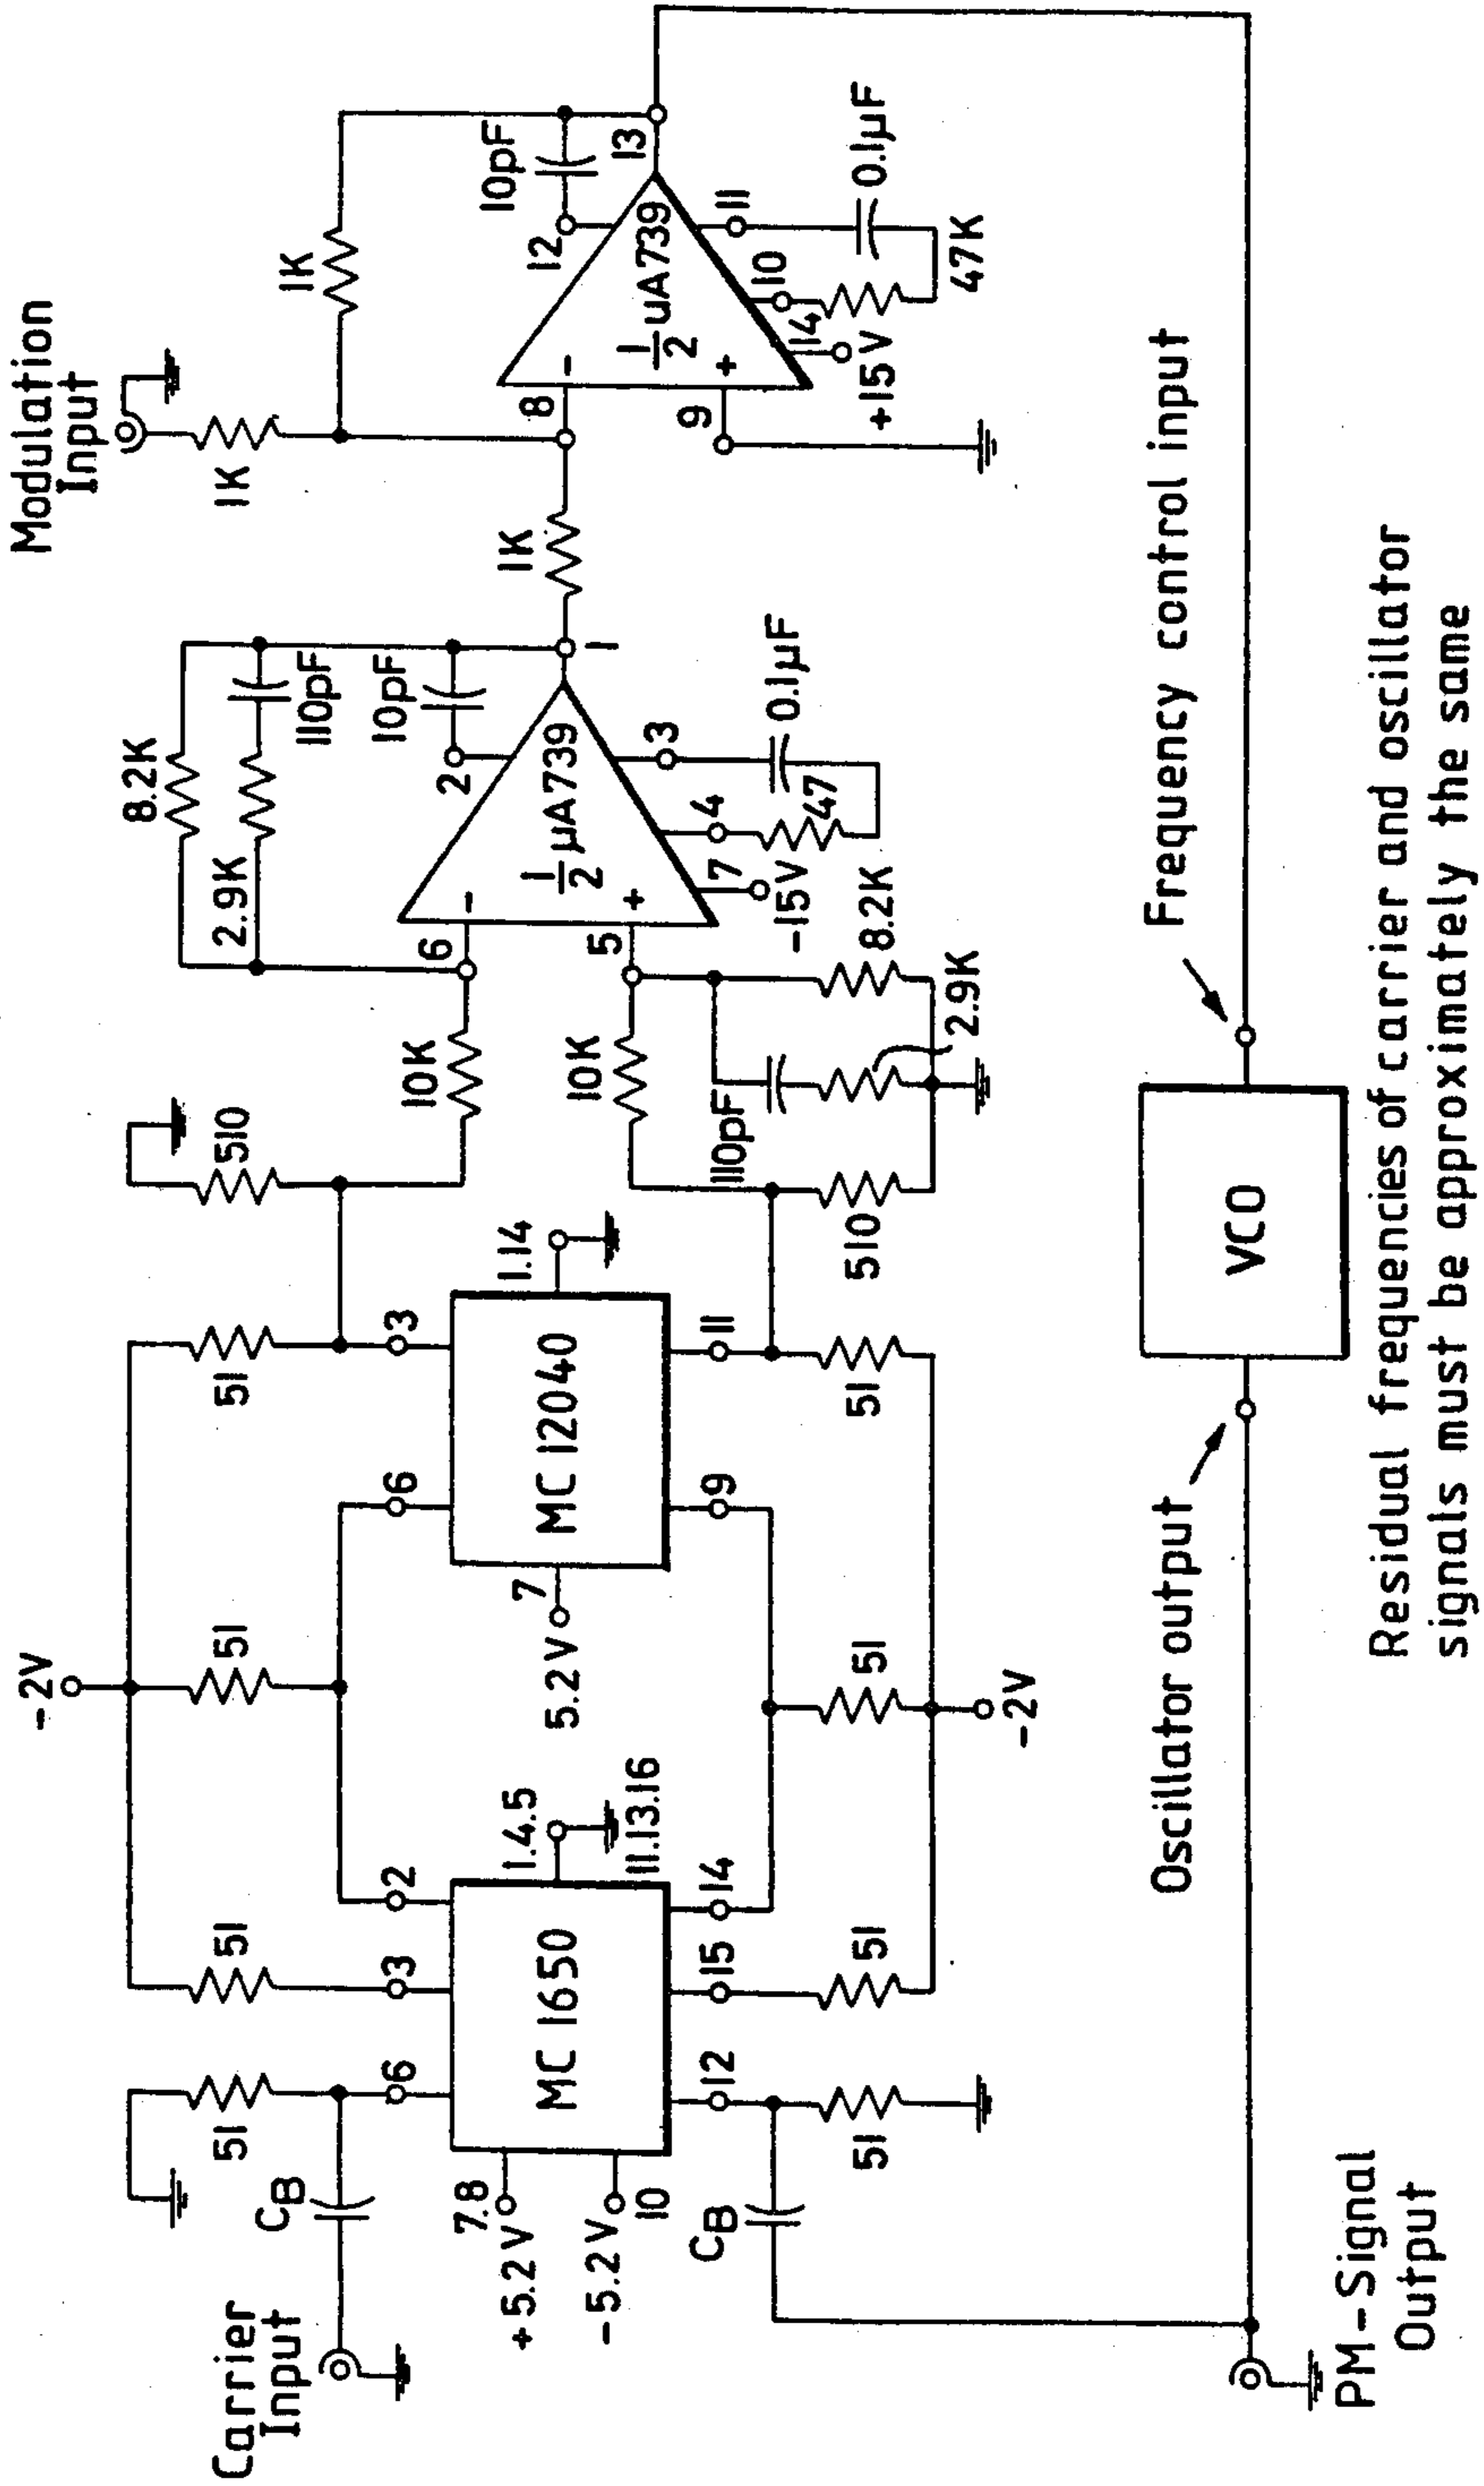 Carrier
Input
CB
51
51
-2V
51
51
510
10K
8.2K
2.9K
110pF
10pF
Modulation
Input
1K
1K
10pF
6
3
2
6
3
6
2
1
1K
8
12
13
7.8
+5.2V
-5.2V
10
MC 1650
1.4.5
11.13.16
7
5.2V
MC 12040
1.14
-
+
1/2 µA739
-
+
1/2 uA739
12
15
14
9
11
10K
5
7
-15V
4
3
47
0.1µF
9
14
+15V
10
11
47K
0.1µF
CB
51
51
51
-2V
51
510
110pF
2.9K
8.2K
PM-Signal
Output
Oscillator output
VCO
Frequency control input
Residual frequencies of carrier and oscillator
signals must be approximately the same